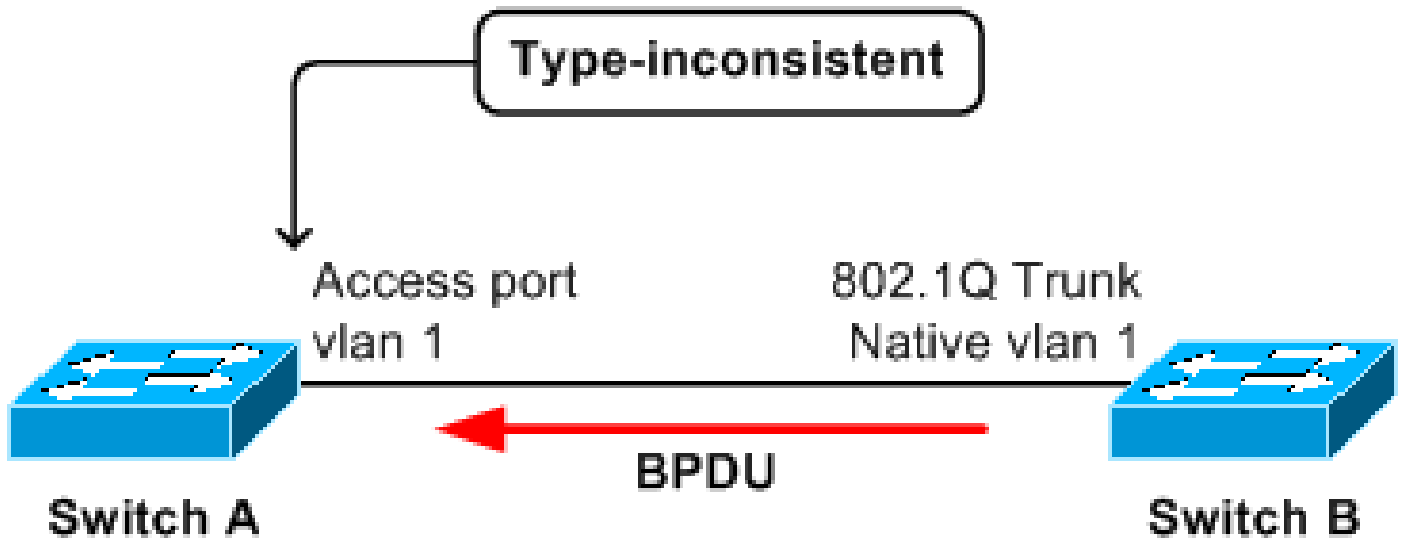 Type-inconsistent
Access port
vlan 1
802.1Q Trunk
Native vlan 1
BPDU
Switch A
Switch B